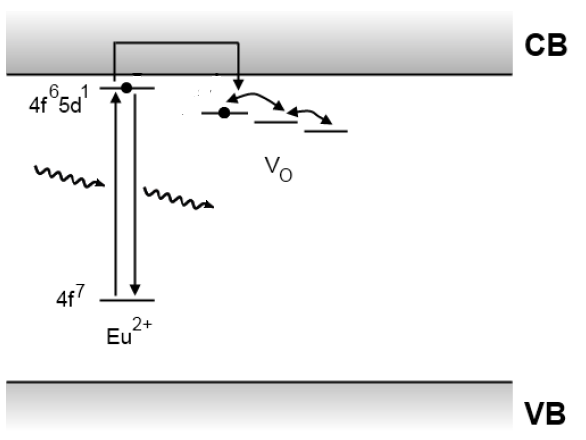 CB
4f⁶5d¹
V_O
4f⁷
Eu²⁺
VB